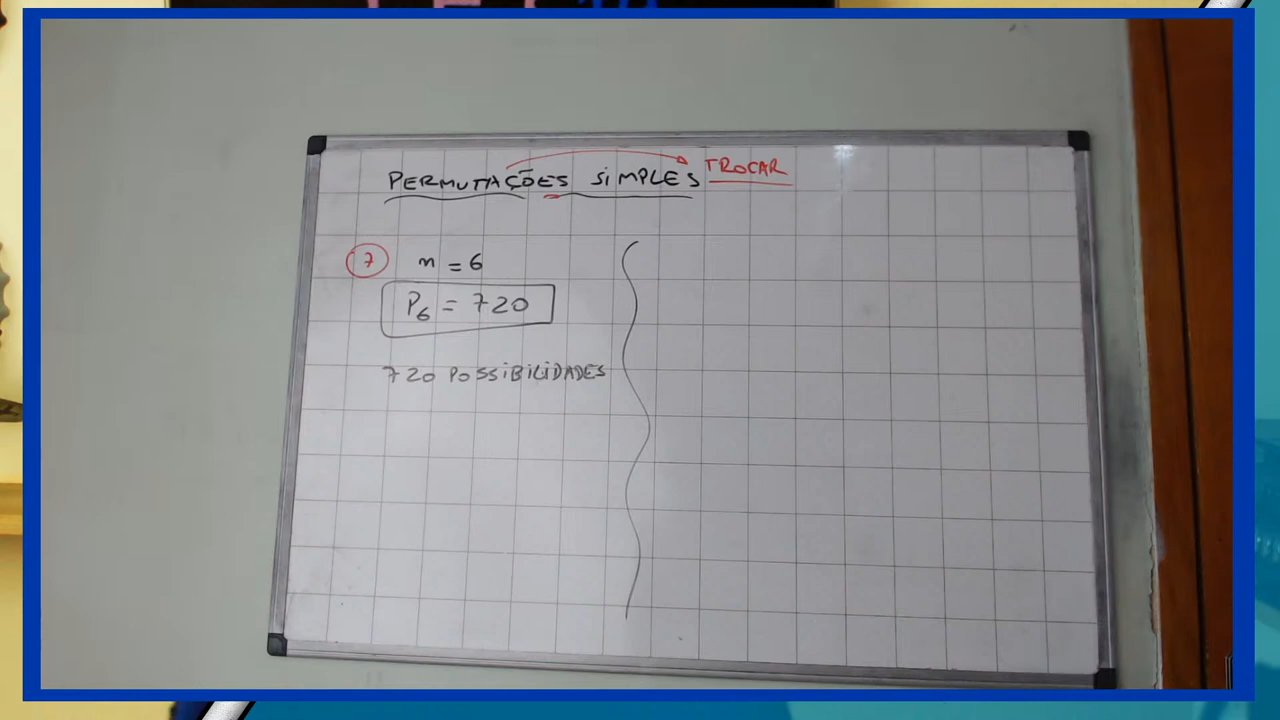 PERMUTAÇÕES SIMPLES TROCAR
7 n = 6
P6 = 720
720 POSSIBILIDADES